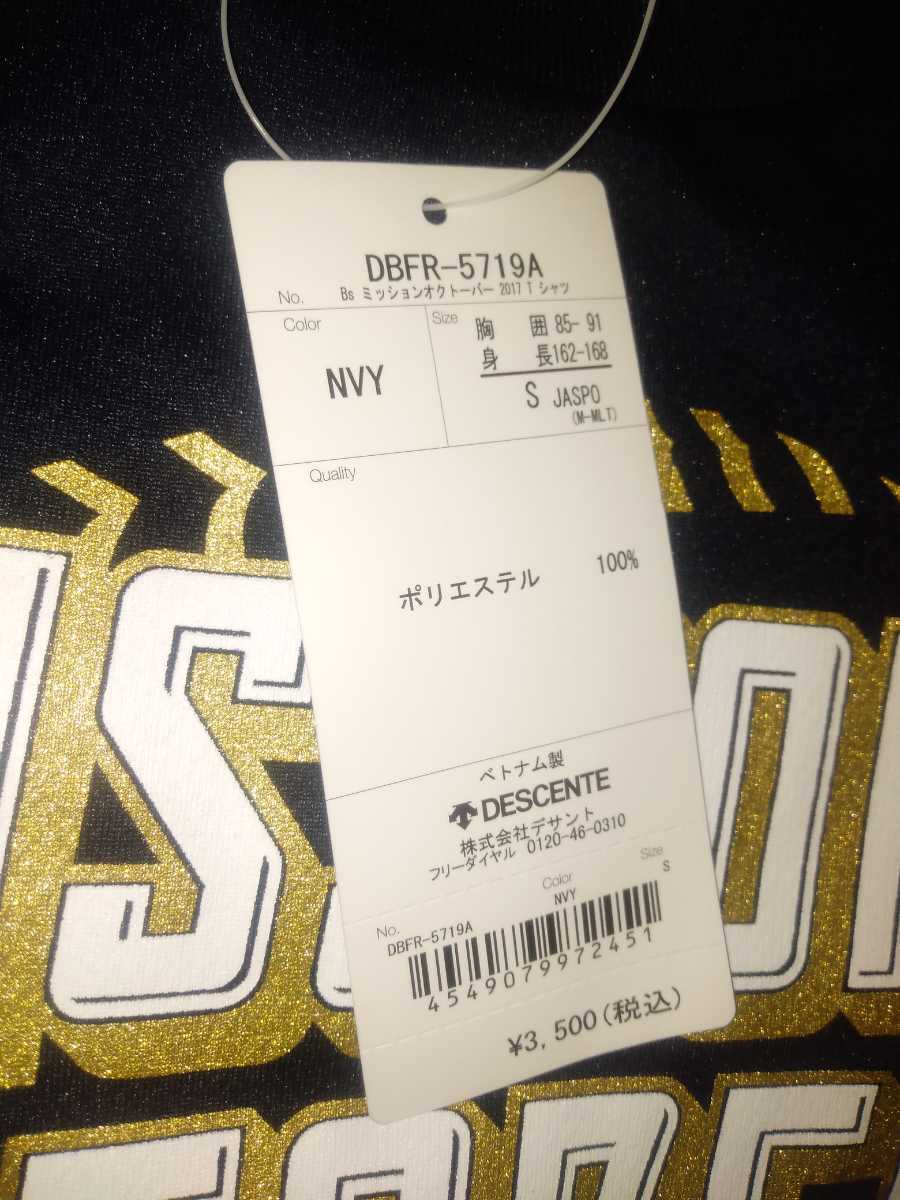 DBFR-5719A
No. Bs ミッションオクトーバー 2017 T シャツ
Color
NVY
Size
胸 囲 85- 91
身 長162-168
S JASPO
(M-MLT)
Quality
ポリエステル 100%
ベトナム製
DESCENTE
株式会社デサント
フリーダイヤル 0120-46-0310
No. Color Size
DBFR-5719A NVY S
4549079972451
¥3,500(税込)